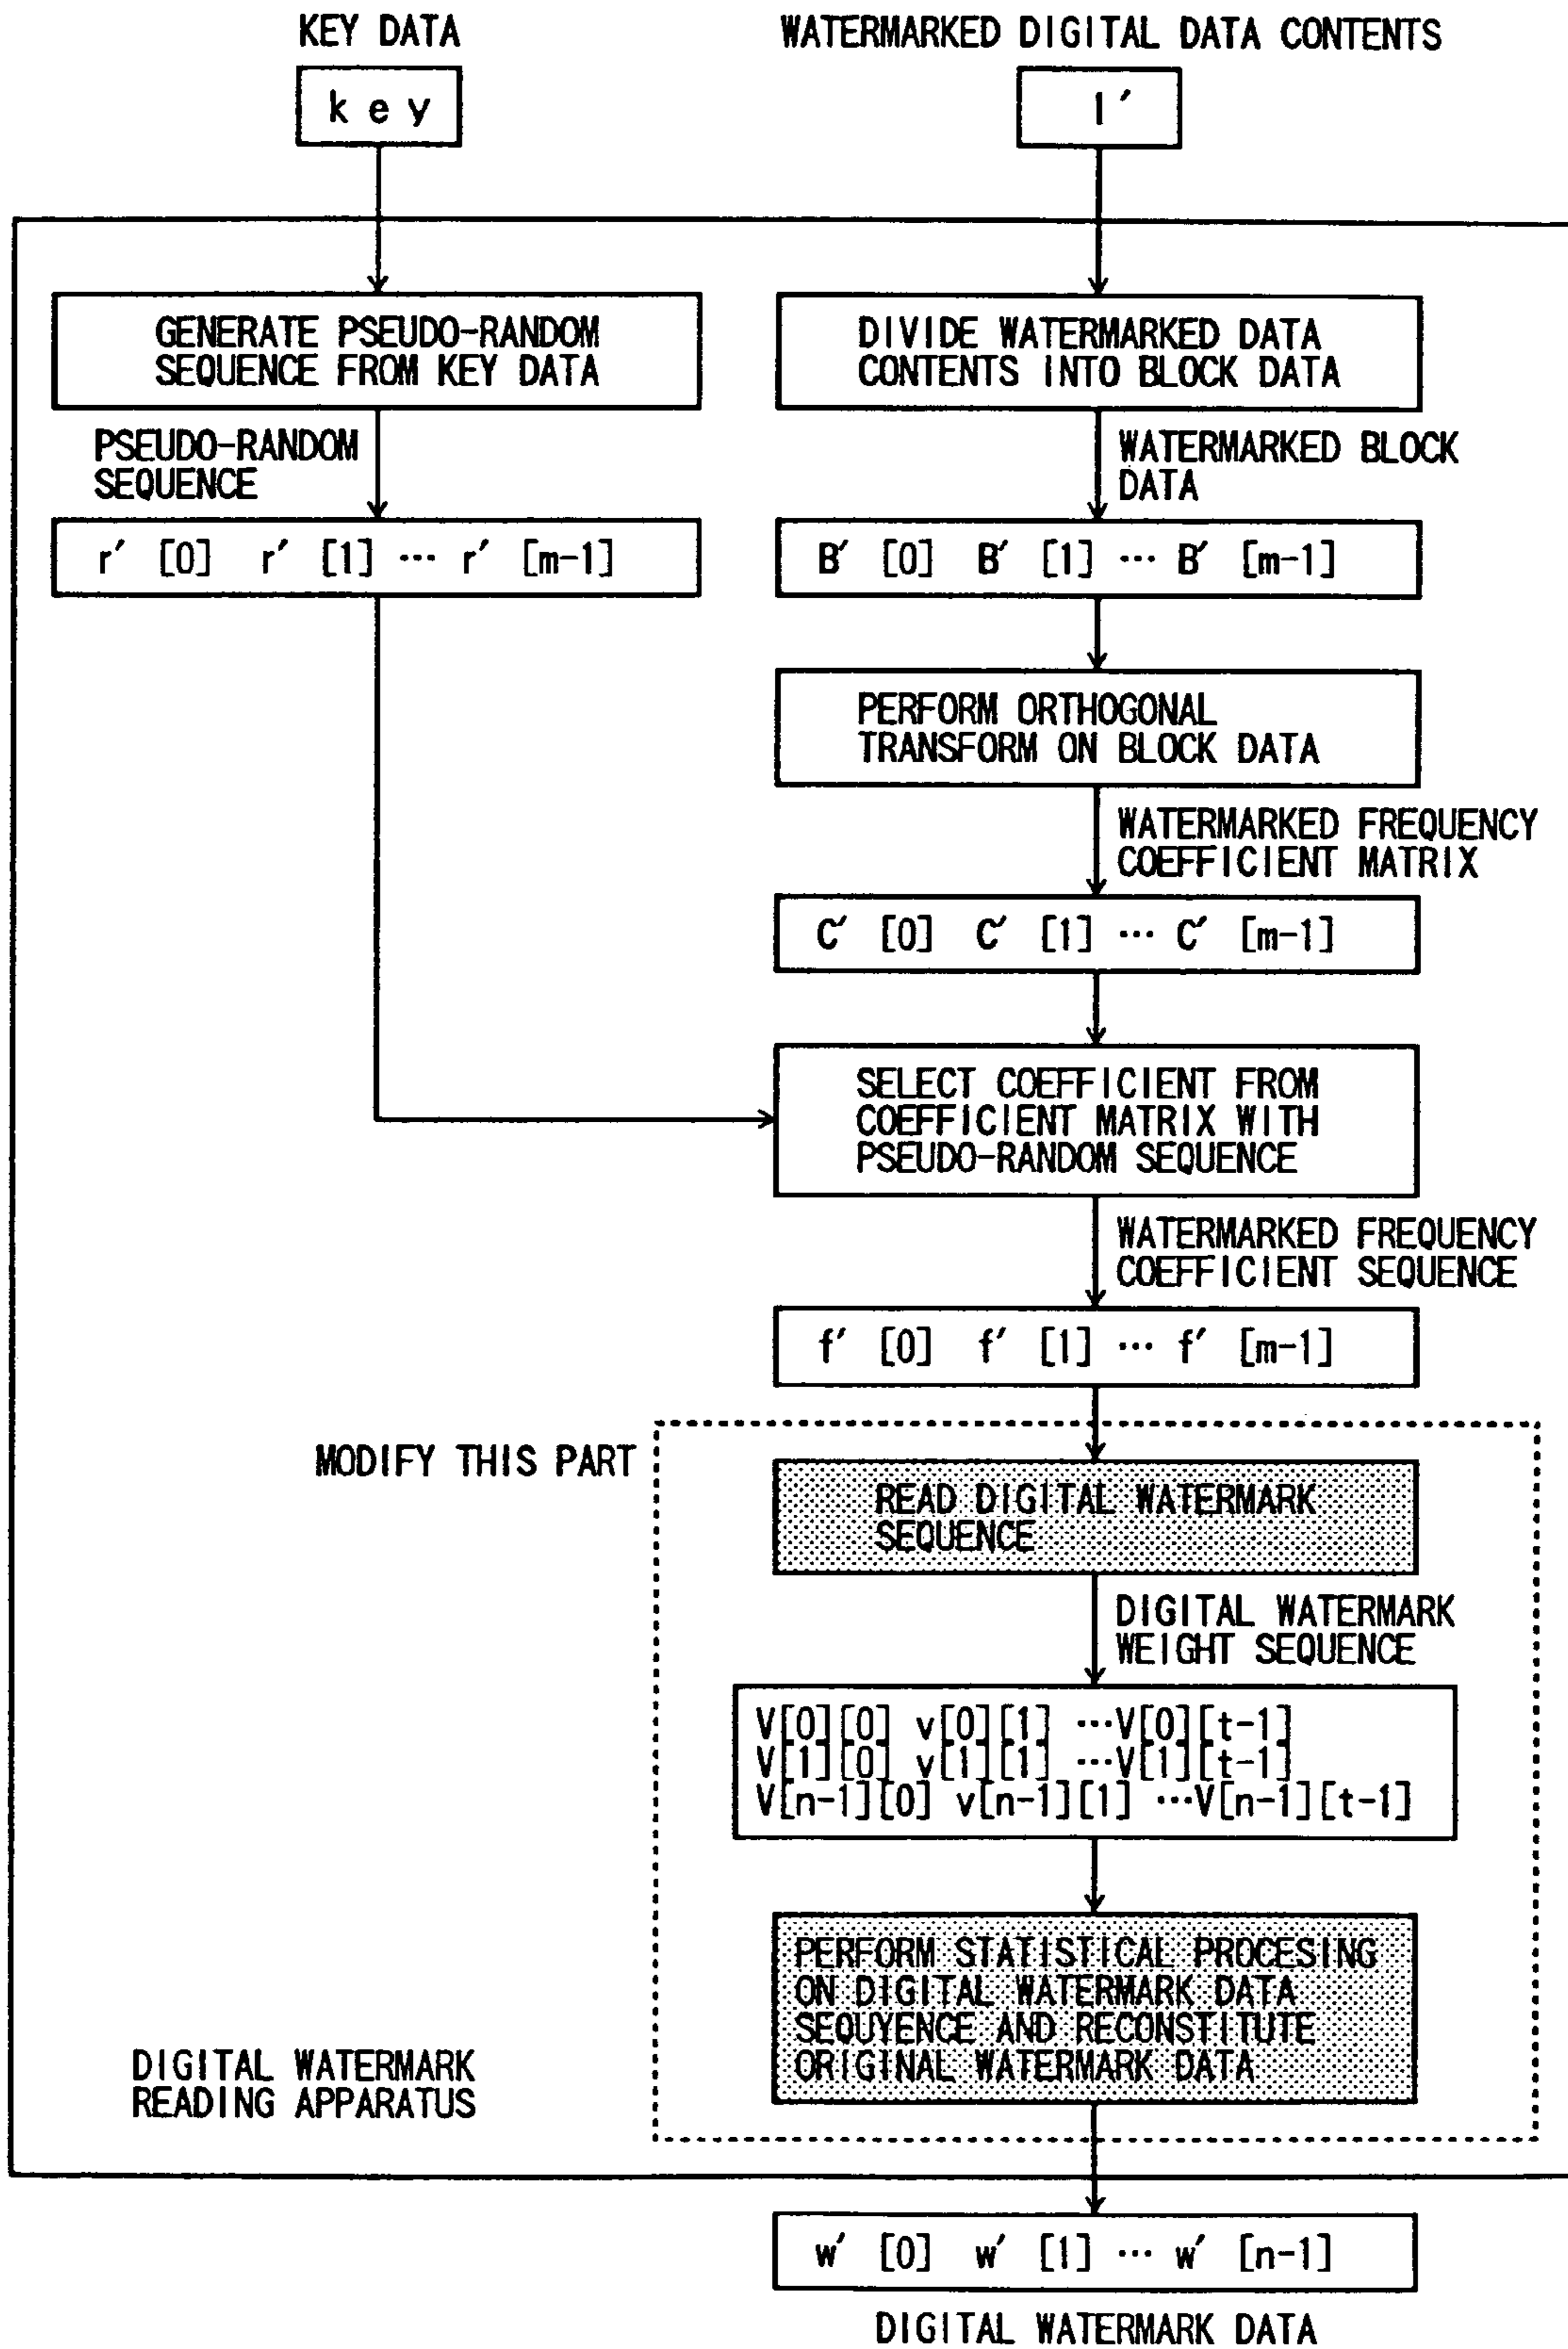 KEY DATA
WATERMARKED DIGITAL DATA CONTENTS
key
I′
GENERATE PSEUDO-RANDOM
SEQUENCE FROM KEY DATA
DIVIDE WATERMARKED DATA
CONTENTS INTO BLOCK DATA
PSEUDO-RANDOM
SEQUENCE
WATERMARKED BLOCK
DATA
r′ [0] r′ [1] ··· r′ [m-1]
B′ [0] B′ [1] ··· B′ [m-1]
PERFORM ORTHOGONAL
TRANSFORM ON BLOCK DATA
WATERMARKED FREQUENCY
COEFFICIENT MATRIX
C′ [0] C′ [1] ··· C′ [m-1]
SELECT COEFFICIENT FROM
COEFFICIENT MATRIX WITH
PSEUDO-RANDOM SEQUENCE
WATERMARKED FREQUENCY
COEFFICIENT SEQUENCE
f′ [0] f′ [1] ··· f′ [m-1]
MODIFY THIS PART
READ DIGITAL WATERMARK
SEQUENCE
DIGITAL WATERMARK
WEIGHT SEQUENCE
V[0][0] v[0][1] ···V[0][t-1]
V[1][0] v[1][1] ···V[1][t-1]
V[n-1][0] v[n-1][1] ···V[n-1][t-1]
PERFORM STATISTICAL PROCESING
ON DIGITAL WATERMARK DATA
SEQUYENCE AND RECONSTITUTE
ORIGINAL WATERMARK DATA
DIGITAL WATERMARK
READING APPARATUS
w′ [0] w′ [1] ··· w′ [n-1]
DIGITAL WATERMARK DATA